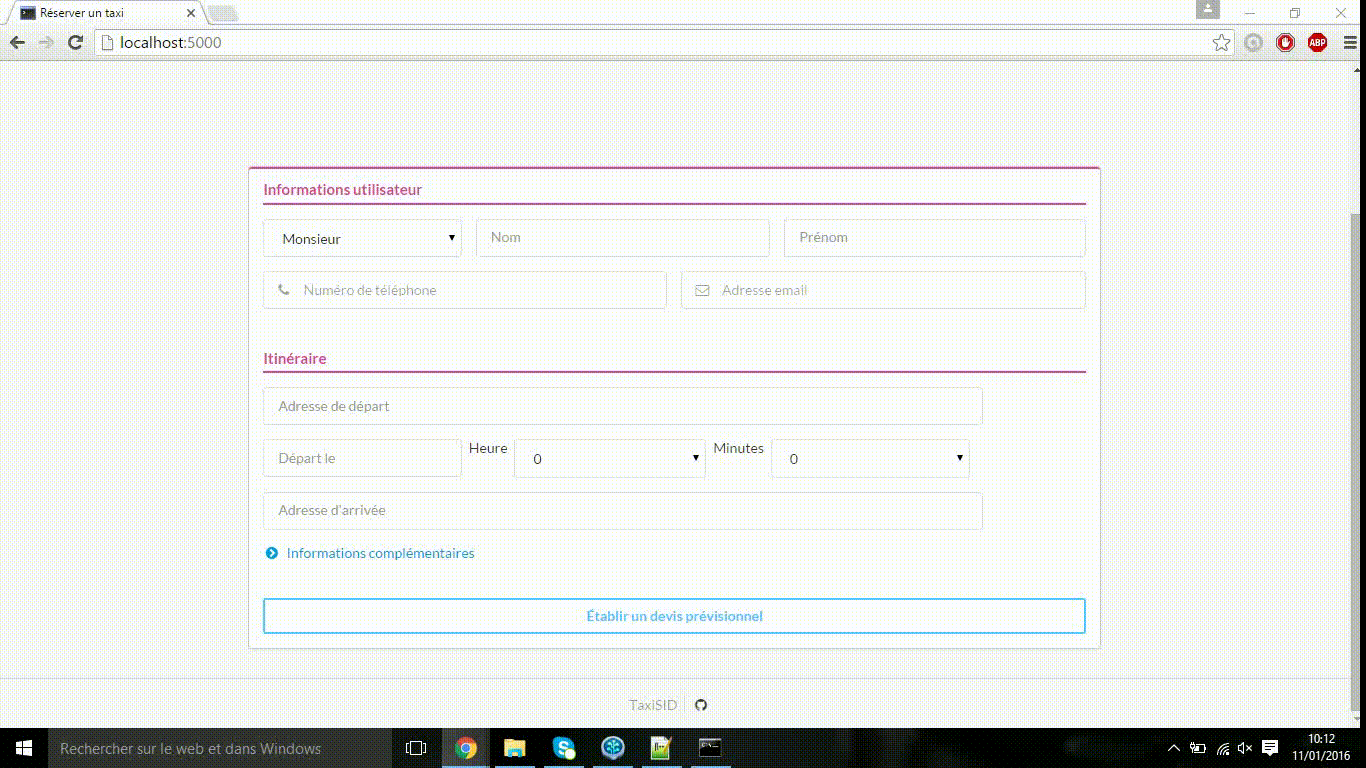 Réserver un taxi
localhost:5000
ABP
Informations utilisateur
Monsieur Nom Prénom
Numéro de téléphone Adresse email
Itinéraire
Adresse de départ
Départ le Heure 0 Minutes 0
Adresse d'arrivée
Informations complémentaires
Établir un devis prévisionnel
TaxiSID
Rechercher sur le web et dans Windows
10:12
11/01/2016